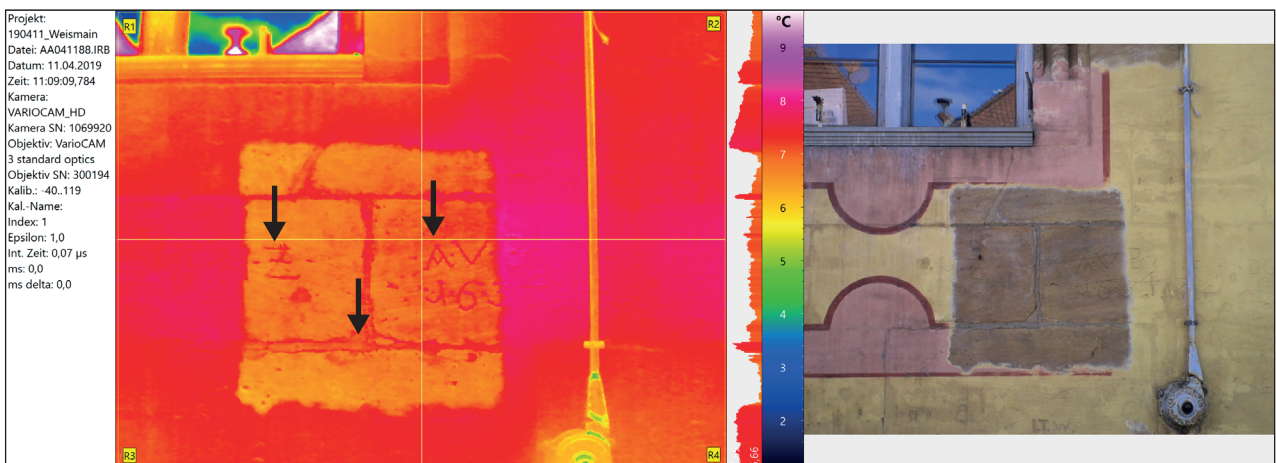 Projekt:
190411_Weismain
Datei: AA041188.IRB
Datum: 11.04.2019
Zeit: 11:09:09,784
Kamera:
VARIOCAM_HD
Kamera SN: 1069920
Objektiv: VarioCAM
3 standard optics
Objektiv SN: 300194
Kalib.: -40..119
Kal.-Name:
Index: 1
Epsilon: 1,0
Int. Zeit: 0,07 µs
ms: 0,0
ms delta: 0,0
R1
R2
R3
R4
°C
9
8
7
6
5
4
3
2
A V
LT.W.